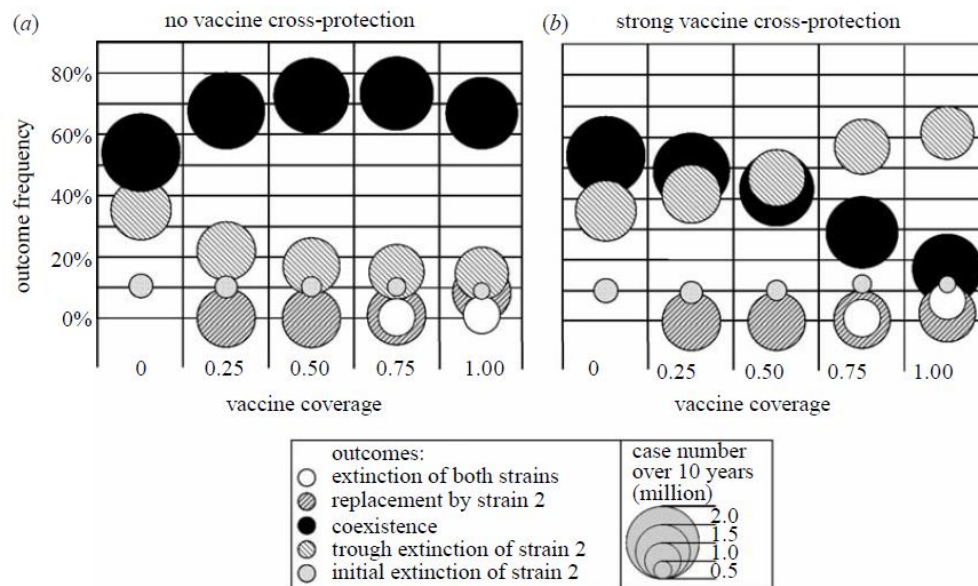 (a) no vaccine cross-protection
(b) strong vaccine cross-protection
outcome frequency
80%
60%
40%
20%
0%
0 0.25 0.50 0.75 1.00
vaccine coverage
0 0.25 0.50 0.75 1.00
vaccine coverage
outcomes:
extinction of both strains
replacement by strain 2
coexistence
trough extinction of strain 2
initial extinction of strain 2
case number
over 10 years
(million)
2.0
1.5
1.0
0.5